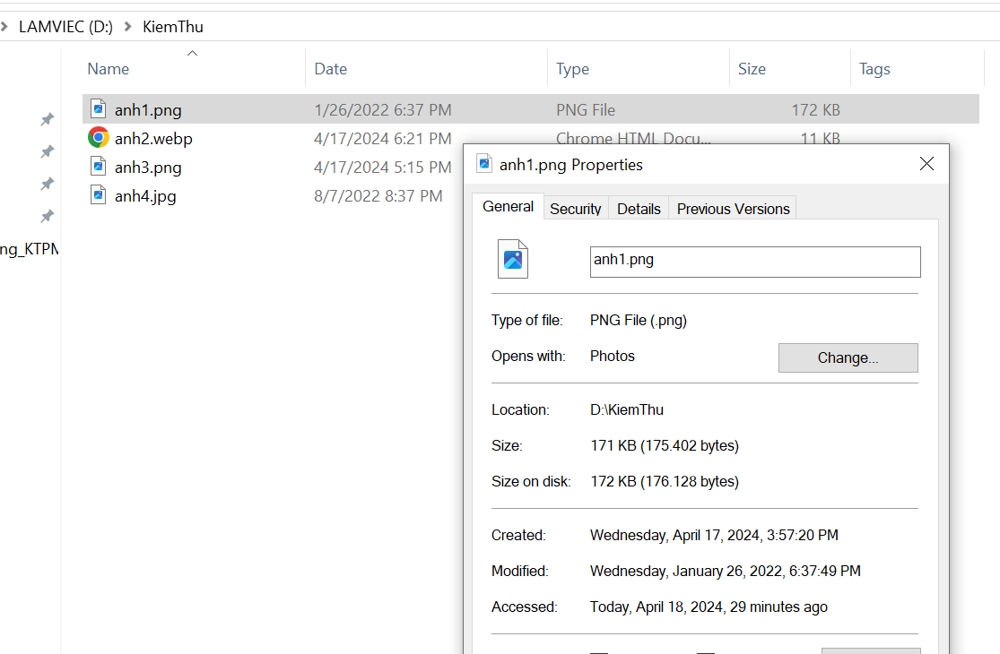 LAMVIEC (D:) > KiemThu
Name Date Type Size Tags
anh1.png 1/26/2022 6:37 PM PNG File 172 KB
anh2.webp 4/17/2024 6:21 PM Chrome HTML Docu... 11 KB
anh3.png 4/17/2024 5:15 PM
anh4.jpg 8/7/2022 8:37 PM
ng_KTPM
anh1.png Properties
General Security Details Previous Versions
anh1.png
Type of file: PNG File (.png)
Opens with: Photos Change...
Location: D:\KiemThu
Size: 171 KB (175.402 bytes)
Size on disk: 172 KB (176.128 bytes)
Created: Wednesday, April 17, 2024, 3:57:20 PM
Modified: Wednesday, January 26, 2022, 6:37:49 PM
Accessed: Today, April 18, 2024, 29 minutes ago